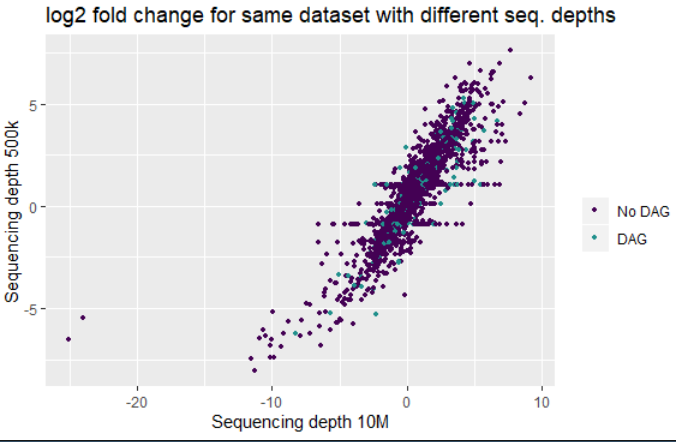 log2 fold change for same dataset with different seq. depths
5
0
-5
Sequencing depth 500k
-20
-10
0
10
Sequencing depth 10M
No DAG
DAG